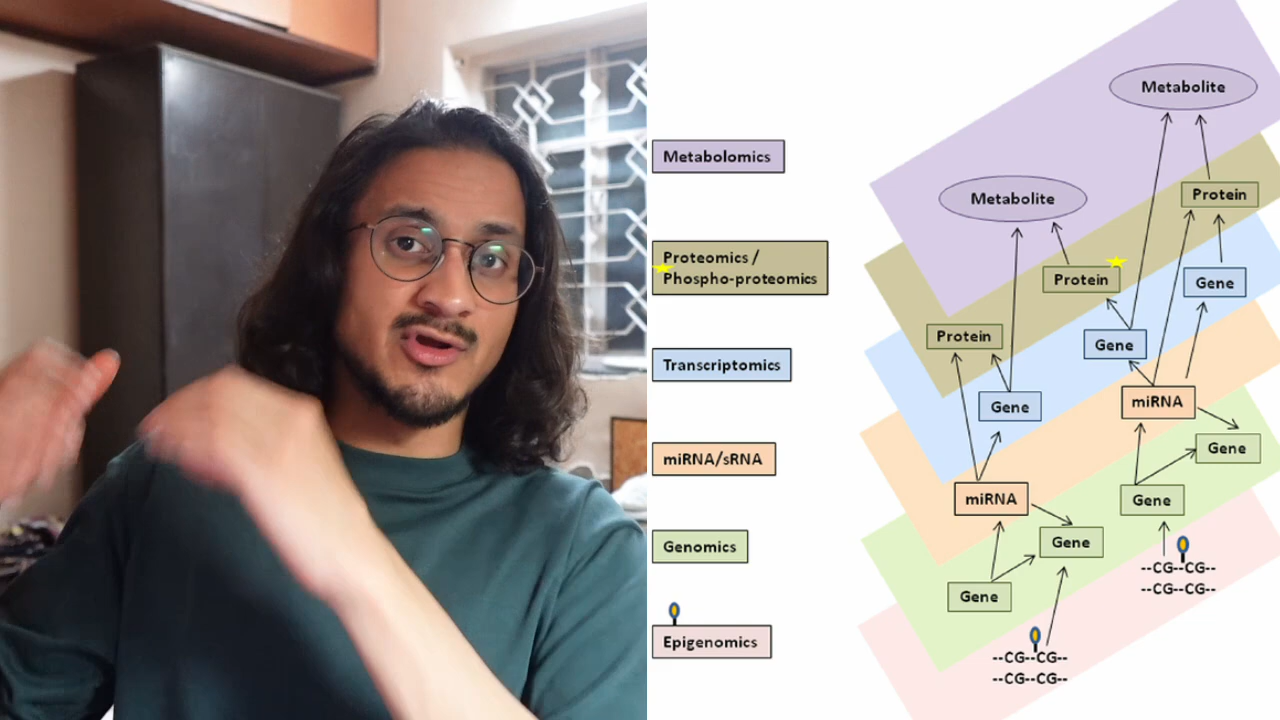 Metabolomics
Proteomics /
Phospho-proteomics
Transcriptomics
miRNA/sRNA
Genomics
Epigenomics
Metabolite
Metabolite
Protein
Protein
Gene
Protein
Gene
miRNA
Gene
Gene
miRNA
Gene
Gene
--CG--CG--
--CG--CG--
Gene
--CG--CG--
--CG--CG--